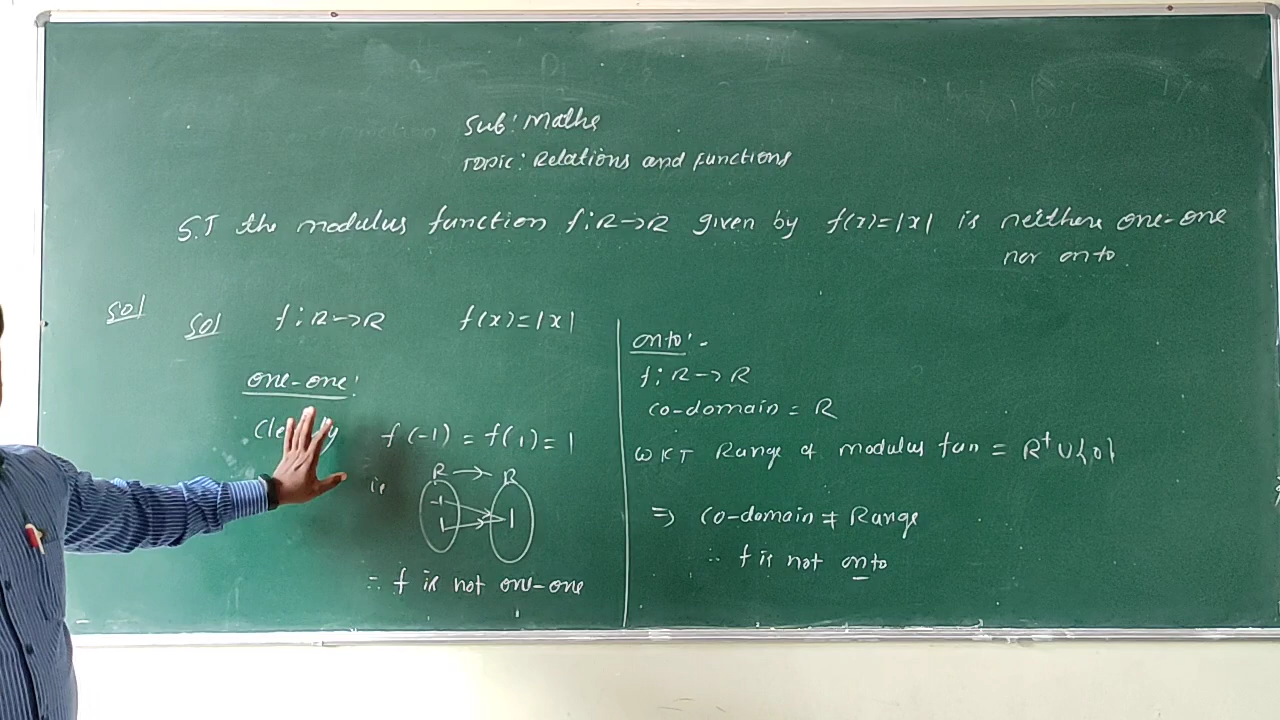 Sub: Maths
Topic: Relations and functions
S.T the modulus function f:R→R given by f(x)=|x| is neithere one-one
nor onto.
Sol
Sol f:R→R f(x)=|x|
one-one:
f(-1) = f(1) = 1
ie
R → R
-1
1 1
∴ f is not one-one
onto:-
f: R → R
co-domain = R
WKT Range of modulus fun = R⁺ ∪ {0}
⇒ co-domain ≠ Range
∴ f is not onto